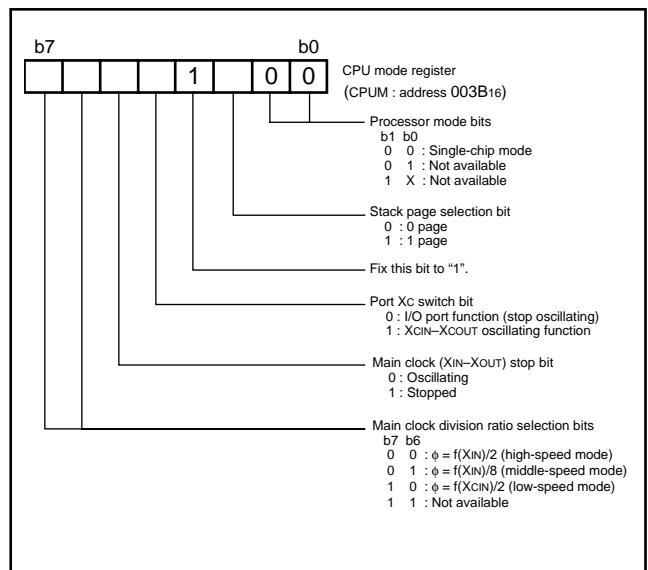 b7 b0
1 0 0
CPU mode register
(CPUM : address 003B16)
Processor mode bits
b1 b0
0 0 : Single-chip mode
0 1 : Not available
1 X : Not available
Stack page selection bit
0 : 0 page
1 : 1 page
Fix this bit to “1”.
Port XC switch bit
0 : I/O port function (stop oscillating)
1 : XCIN–XCOUT oscillating function
Main clock (XIN–XOUT) stop bit
0 : Oscillating
1 : Stopped
Main clock division ratio selection bits
b7 b6
0 0 : φ = f(XIN)/2 (high-speed mode)
0 1 : φ = f(XIN)/8 (middle-speed mode)
1 0 : φ = f(XCIN)/2 (low-speed mode)
1 1 : Not available